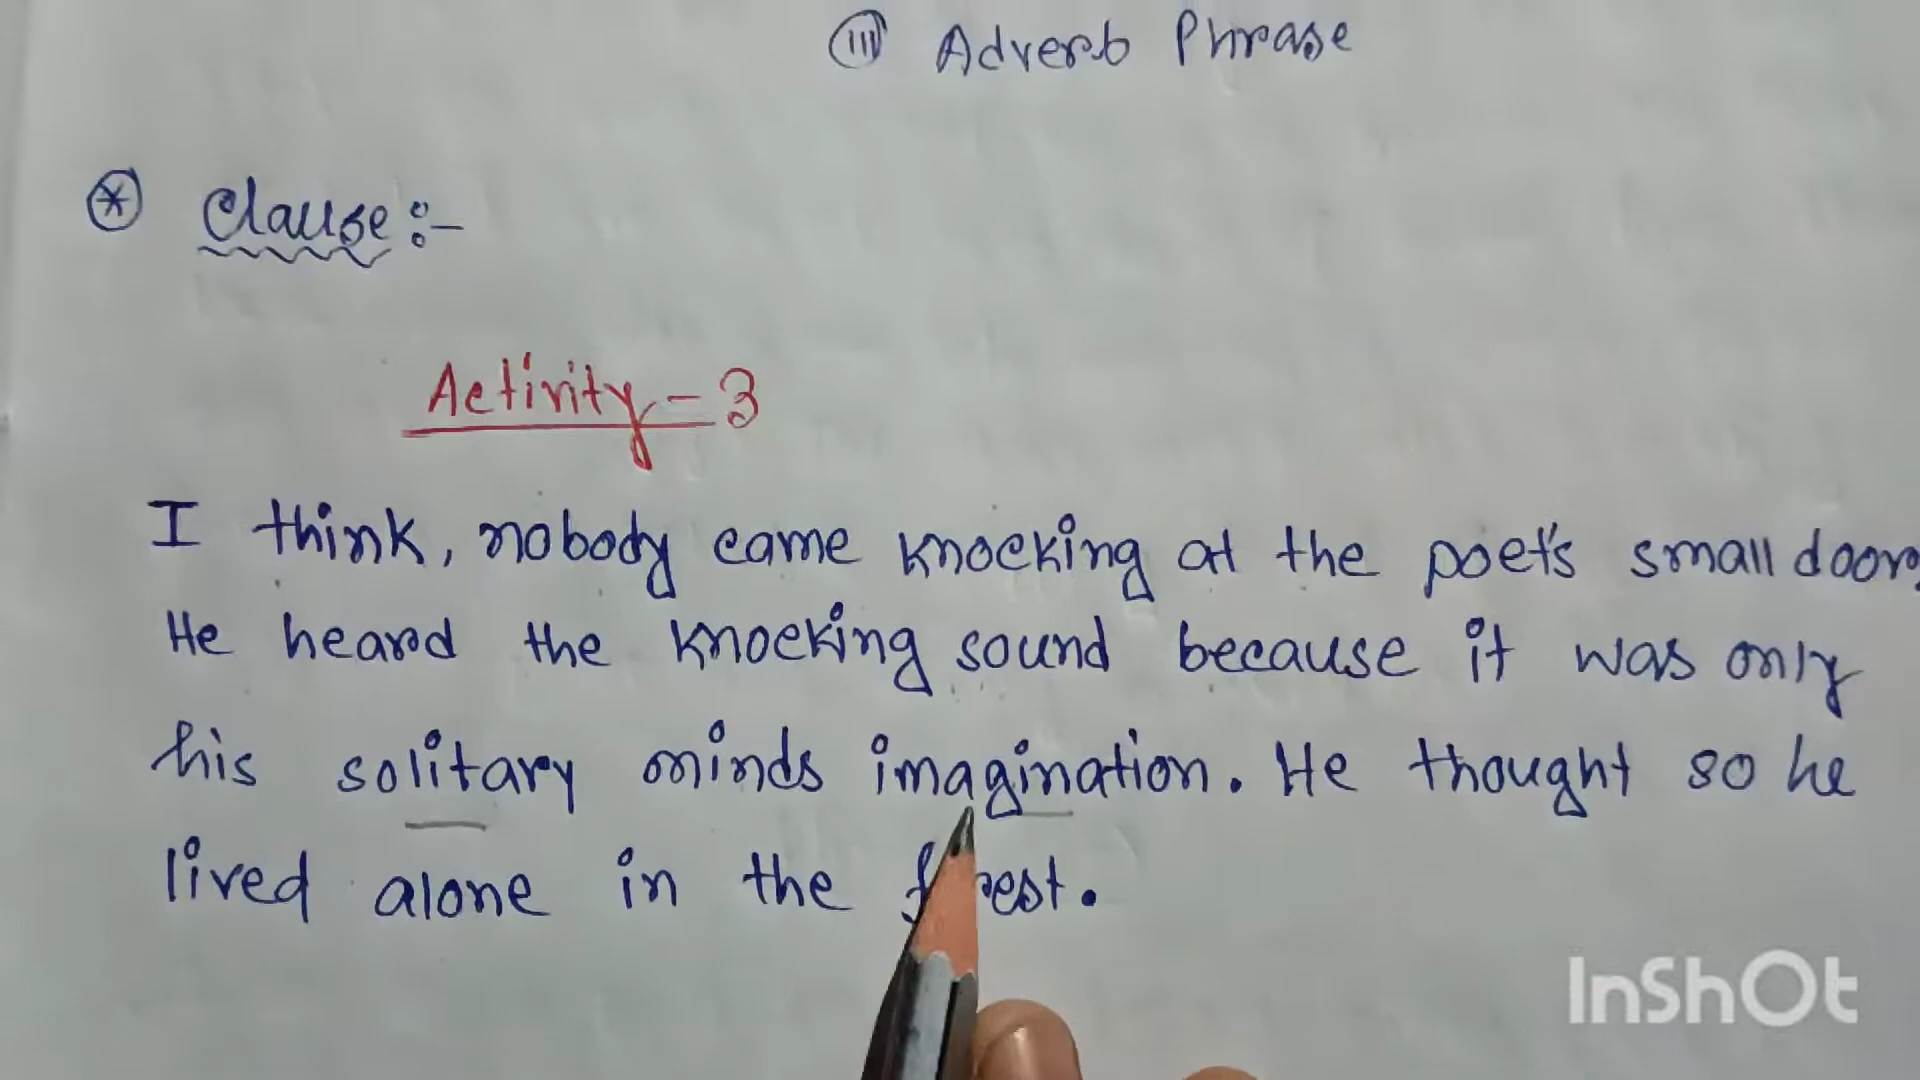 (iii) Adverb Phrase
* Clause :-
Activity - 3
I think, nobody came knocking at the poet's small door.
He heard the knocking sound because it was only
his solitary minds imagination. He thought so he
lived alone in the
InShOt